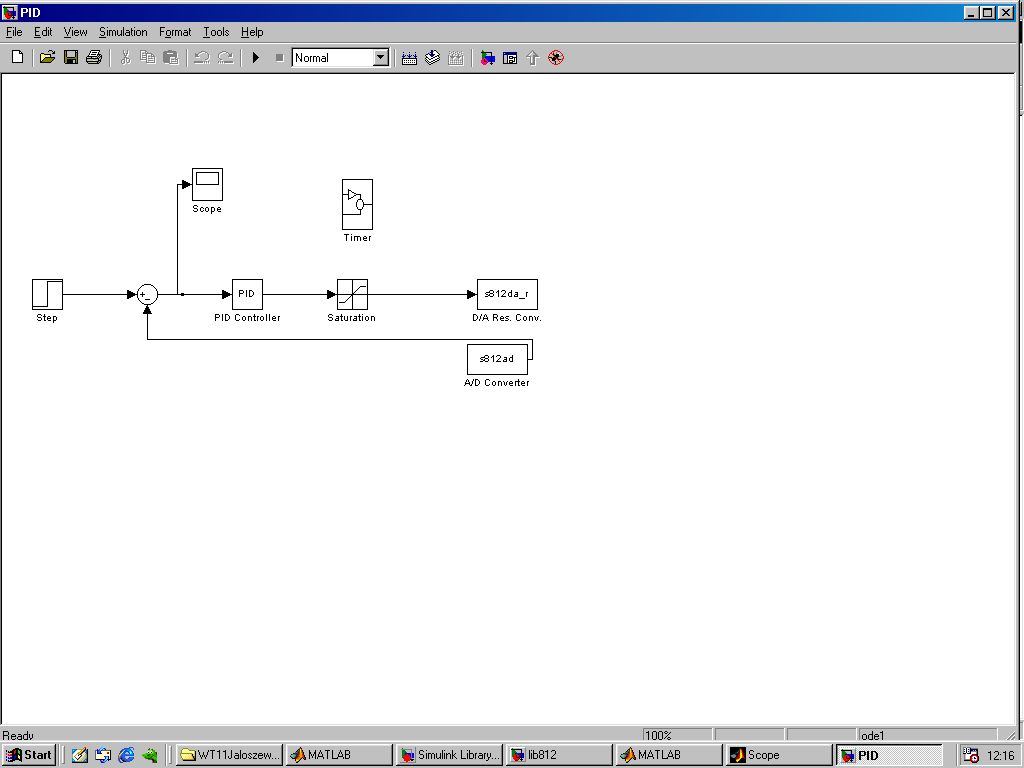 PID
File Edit View Simulation Format Tools Help
Normal
Scope
Timer
PID
s812da_r
Step
PID Controller
Saturation
D/A Res. Conv.
s812ad
A/D Converter
Ready 100% ode1
Start WT11Jaloszew... MATLAB Simulink Library... lib812 MATLAB Scope PID 12:16